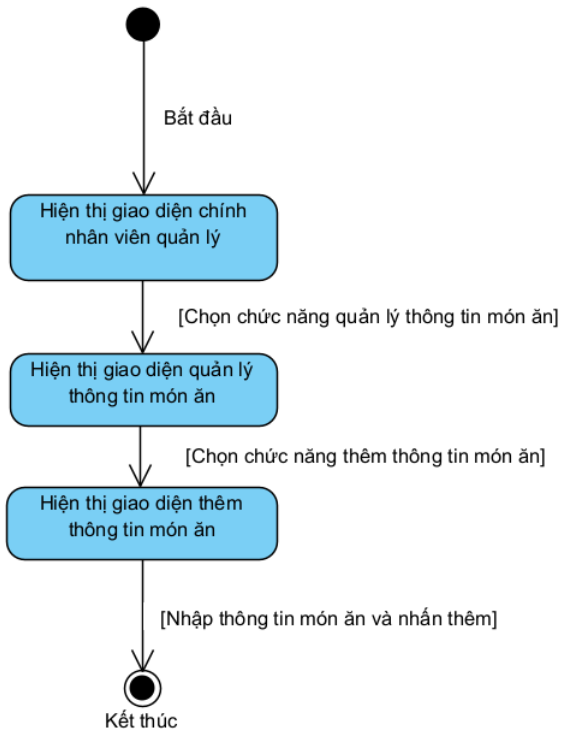 Bắt đầu
Hiện thị giao diện chính
nhân viên quản lý
[Chọn chức năng quản lý thông tin món ăn]
Hiện thị giao diện quản lý
thông tin món ăn
[Chọn chức năng thêm thông tin món ăn]
Hiện thị giao diện thêm
thông tin món ăn
[Nhập thông tin món ăn và nhấn thêm]
Kết thúc